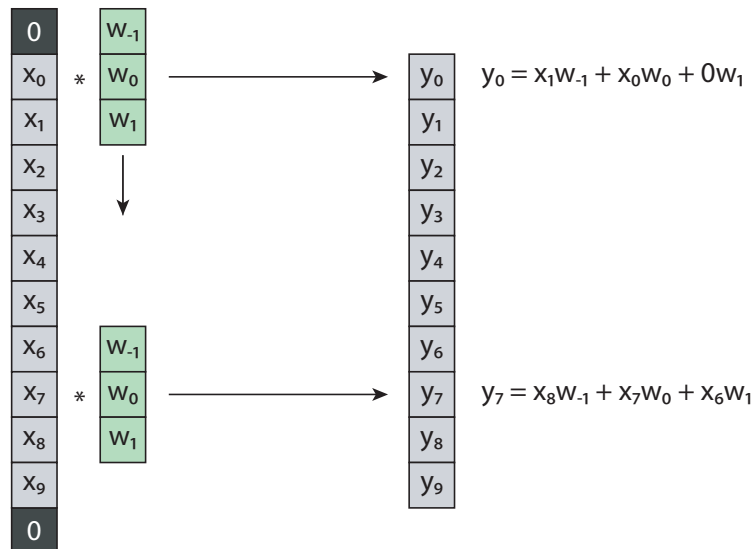 0 w₋₁
x₀ * w₀ y₀ y₀ = x₁w₋₁ + x₀w₀ + 0w₁
x₁ w₁ y₁
x₂ y₂
x₃ y₃
x₄ y₄
x₅ y₅
x₆ w₋₁ y₆
x₇ * w₀ y₇ y₇ = x₈w₋₁ + x₇w₀ + x₆w₁
x₈ w₁ y₈
x₉ y₉
0